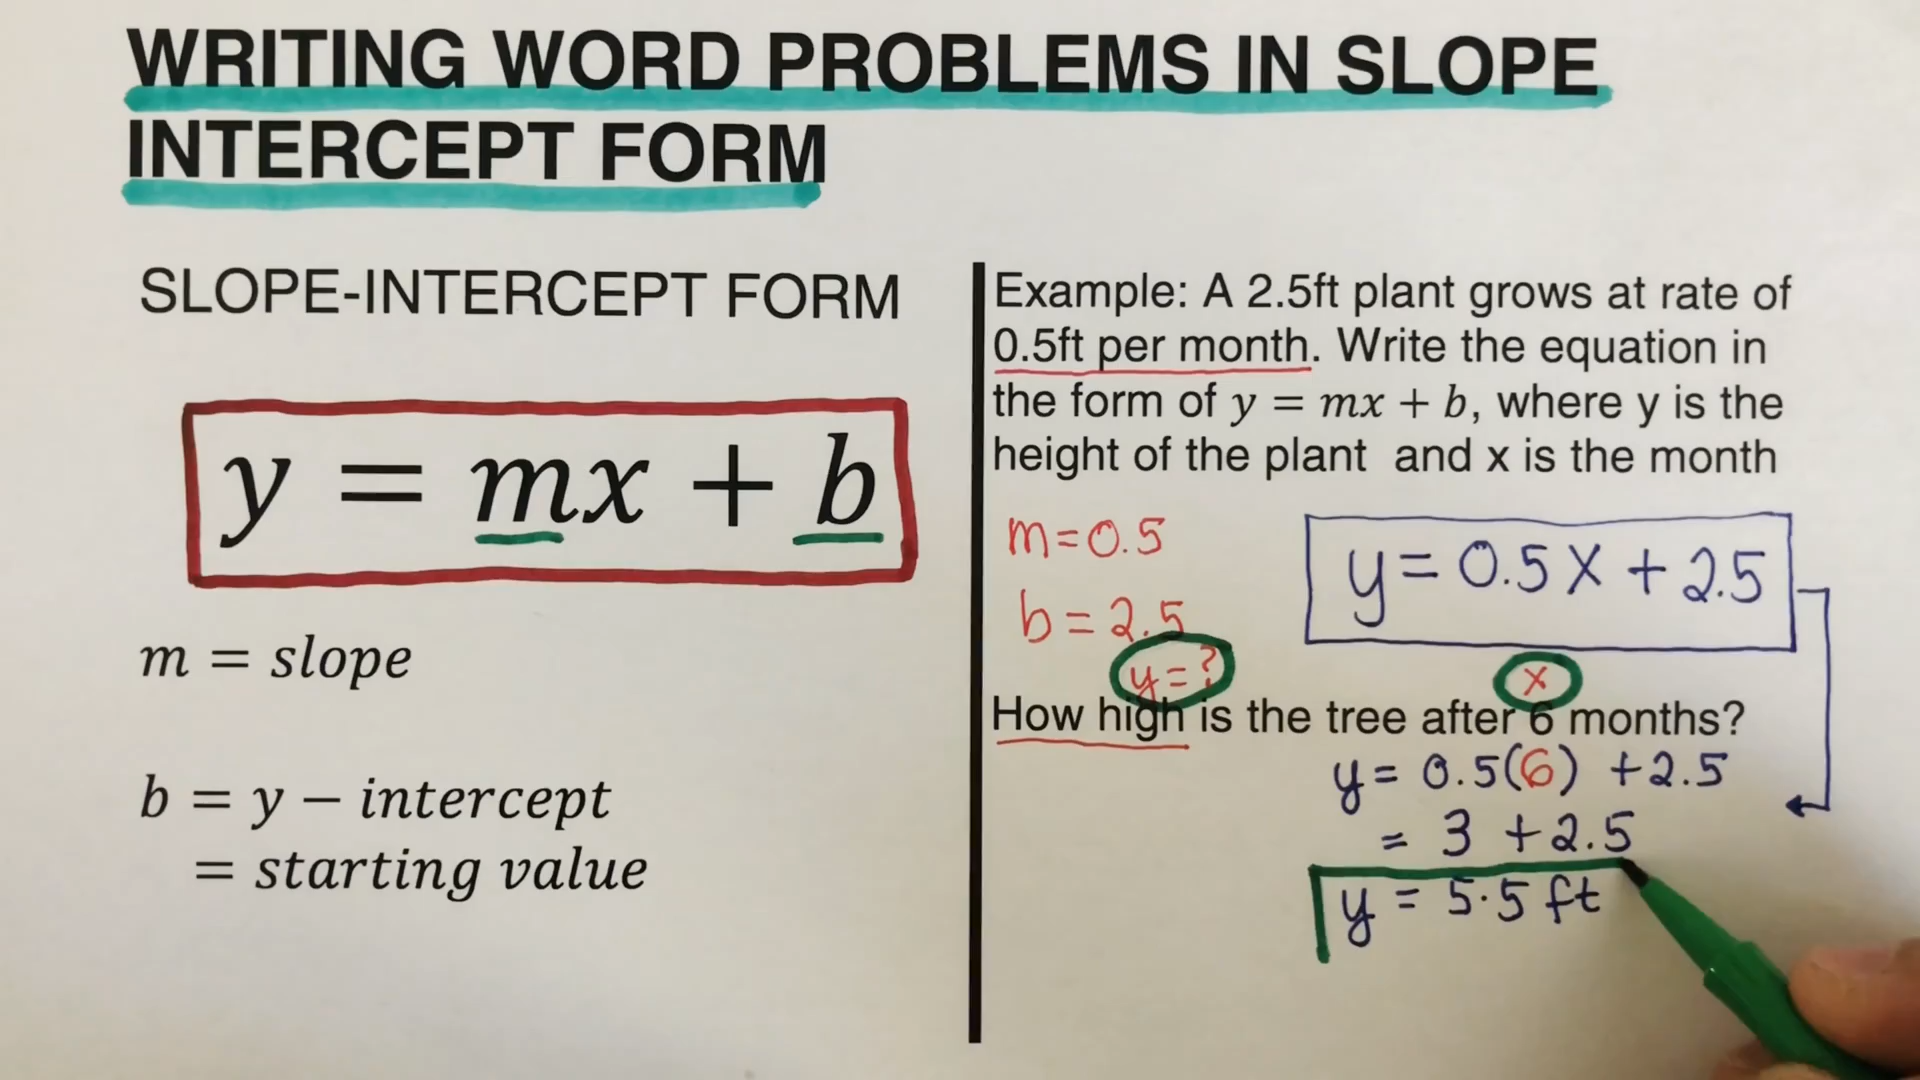 WRITING WORD PROBLEMS IN SLOPE
INTERCEPT FORM
SLOPE-INTERCEPT FORM
y = mx + b
m = slope
b = y − intercept
= starting value
Example: A 2.5ft plant grows at rate of
0.5ft per month. Write the equation in
the form of y = mx + b, where y is the
height of the plant and x is the month
m=0.5
y=0.5x+2.5
b=2.5
y=?
x
How high is the tree after 6 months?
y= 0.5(6) +2.5
= 3 +2.5
y = 5.5 ft